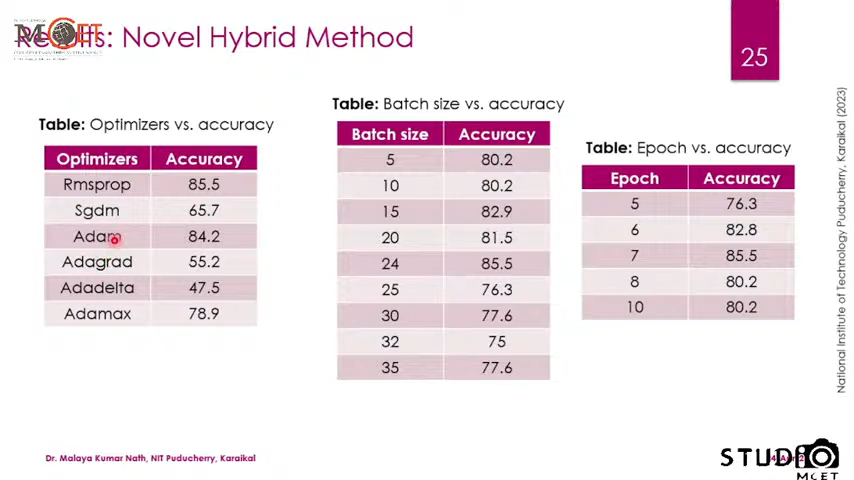 Results: Novel Hybrid Method
MCET
25
Table: Optimizers vs. accuracy
Optimizers Accuracy
Rmsprop 85.5
Sgdm 65.7
Adam 84.2
Adagrad 55.2
Adadelta 47.5
Adamax 78.9
Table: Batch size vs. accuracy
Batch size Accuracy
5 80.2
10 80.2
15 82.9
20 81.5
24 85.5
25 76.3
30 77.6
32 75
35 77.6
Table: Epoch vs. accuracy
Epoch Accuracy
5 76.3
6 82.8
7 85.5
8 80.2
10 80.2
National Institute of Technology Puducherry, Karaikal (2023)
Dr. Malaya Kumar Nath, NIT Puducherry, Karaikal
STUDIO
MCET